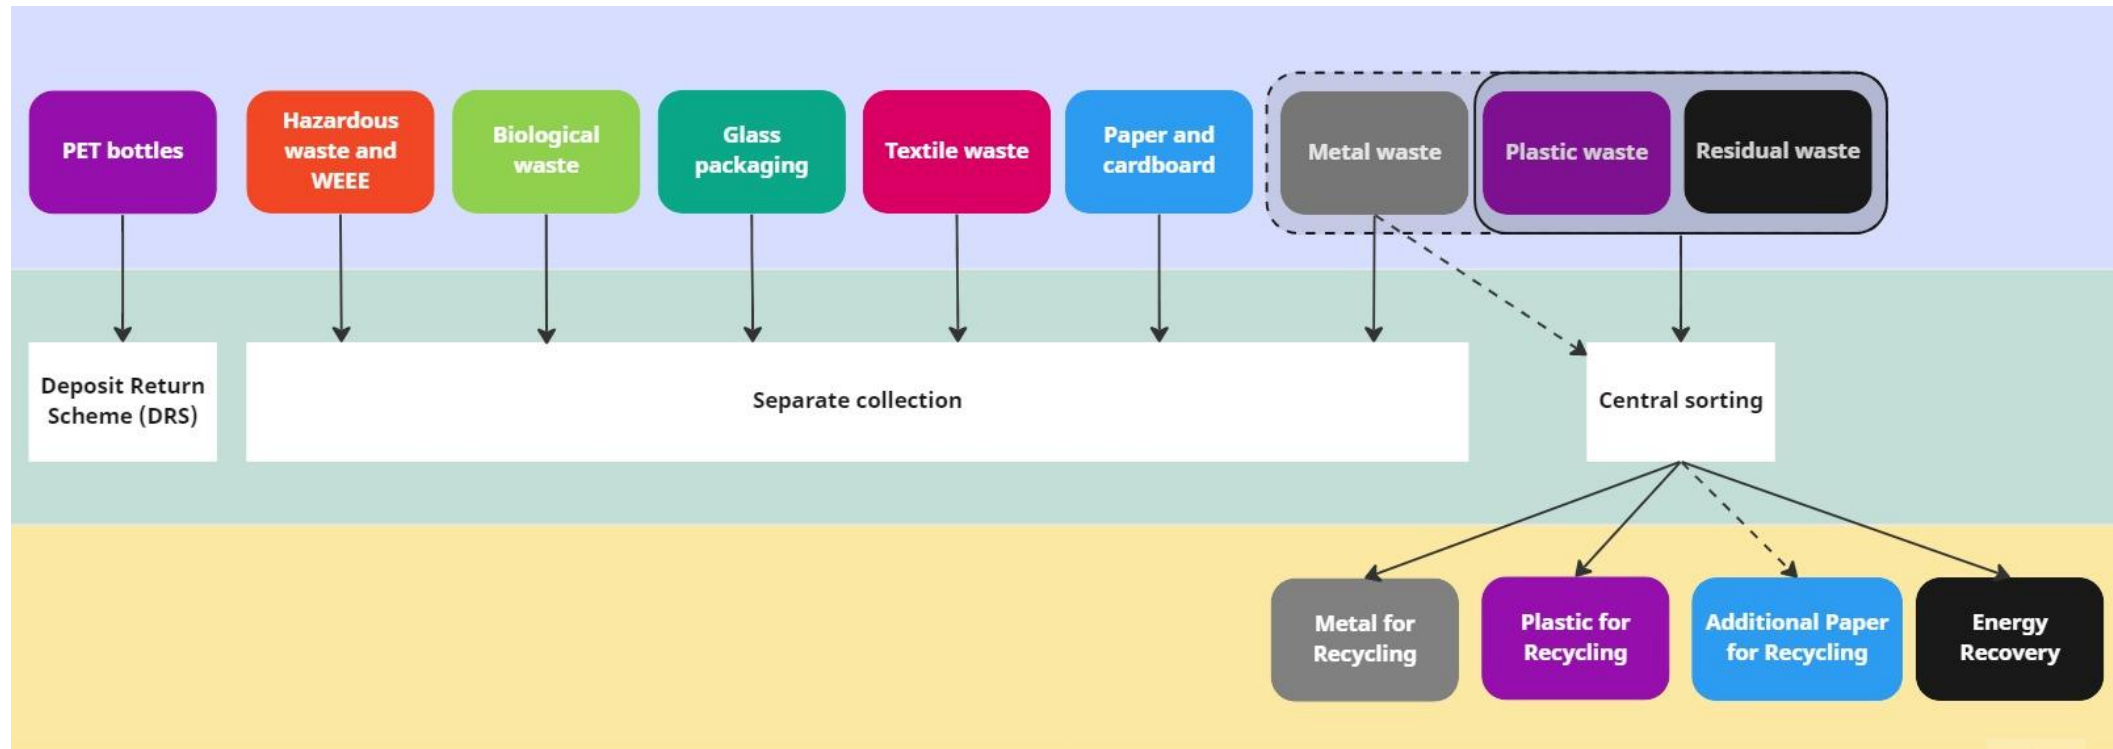 PET bottles
Hazardous
waste and
WEEE
Biological
waste
Glass
packaging
Textile waste
Paper and
cardboard
Metal waste
Plastic waste
Residual waste
Deposit Return
Scheme (DRS)
Separate collection
Central sorting
Metal for
Recycling
Plastic for
Recycling
Additional Paper
for Recycling
Energy
Recovery